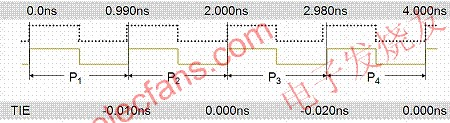 0.0ns 0.990ns 2.000ns 2.980ns 4.000ns
P1 P2 P3 P4
TIE -0.010ns 0.000ns -0.020ns 0.000ns
elecfans.com 电子发烧友